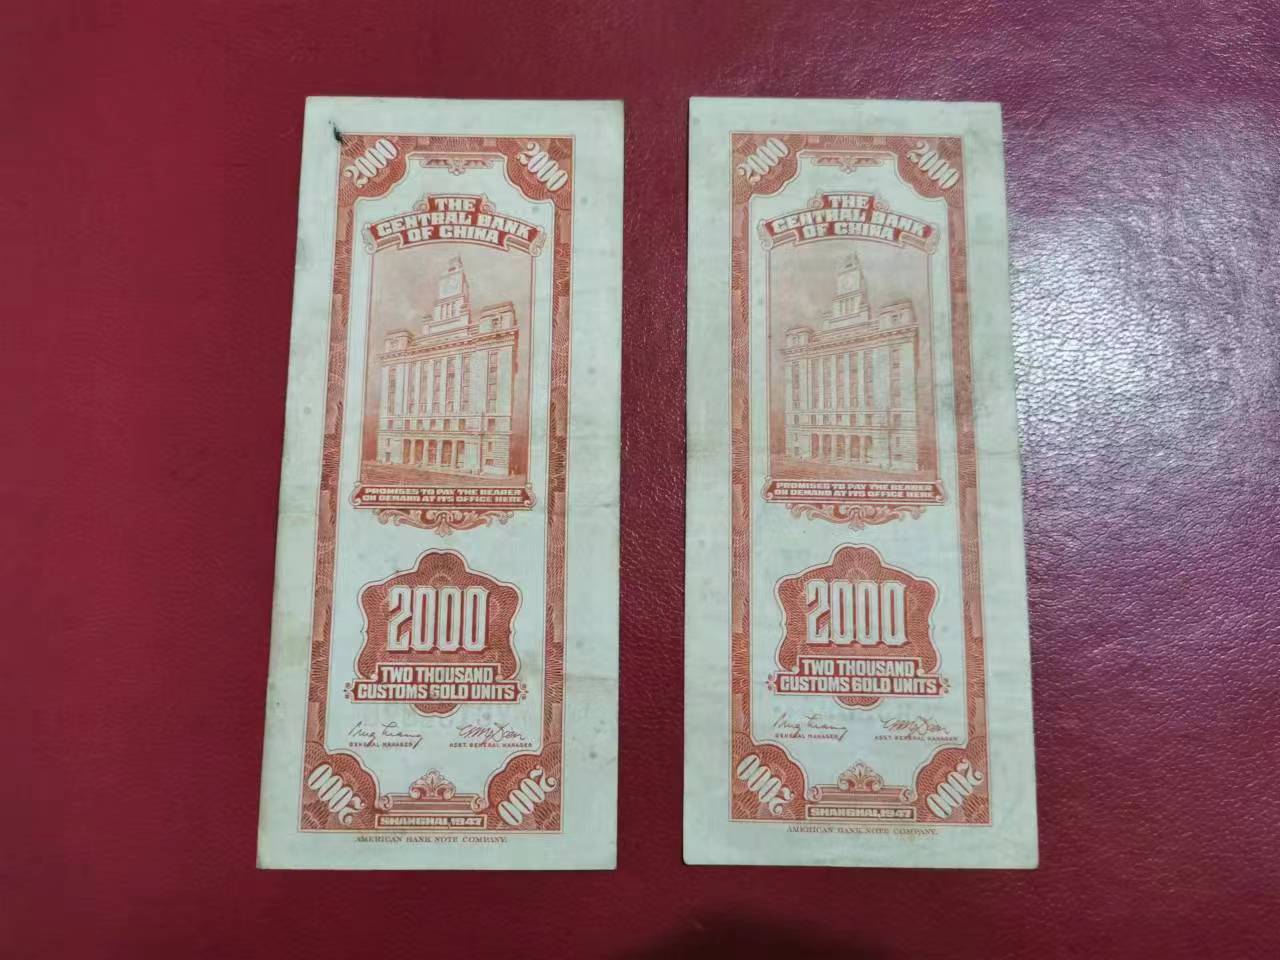 2000 2000
THE
CENTRAL BANK
OF CHINA
PROMISES TO PAY THE BEARER
ON DEMAND AT ITS OFFICE HERE
2000
TWO THOUSAND
CUSTOMS GOLD UNITS
GENERAL MANAGER ASST. GENERAL MANAGER
2000 2000
SHANGHAI, 1947
AMERICAN BANK NOTE COMPANY.
2000 2000
THE
CENTRAL BANK
OF CHINA
PROMISES TO PAY THE BEARER
ON DEMAND AT ITS OFFICE HERE
2000
TWO THOUSAND
CUSTOMS GOLD UNITS
GENERAL MANAGER ASST. GENERAL MANAGER
2000 2000
SHANGHAI, 1947
AMERICAN BANK NOTE COMPANY.